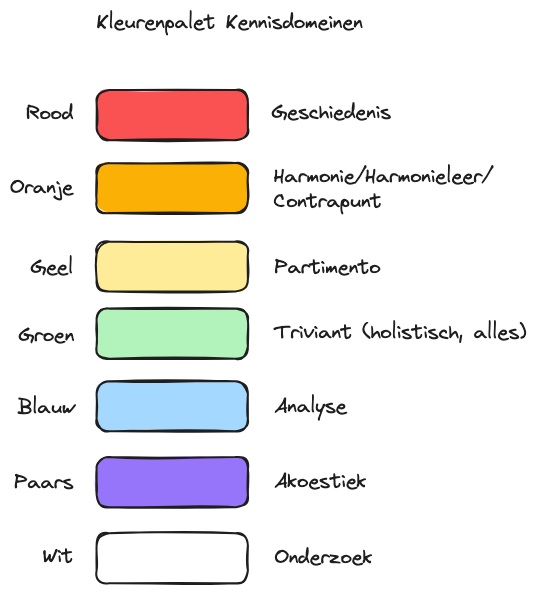 Kleurenpalet Kennisdomeinen
Rood Geschiedenis
Oranje Harmonie/Harmonieleer/
Contrapunt
Geel Partimento
Groen Triviant (holistisch, alles)
Blauw Analyse
Paars Akoestiek
Wit Onderzoek